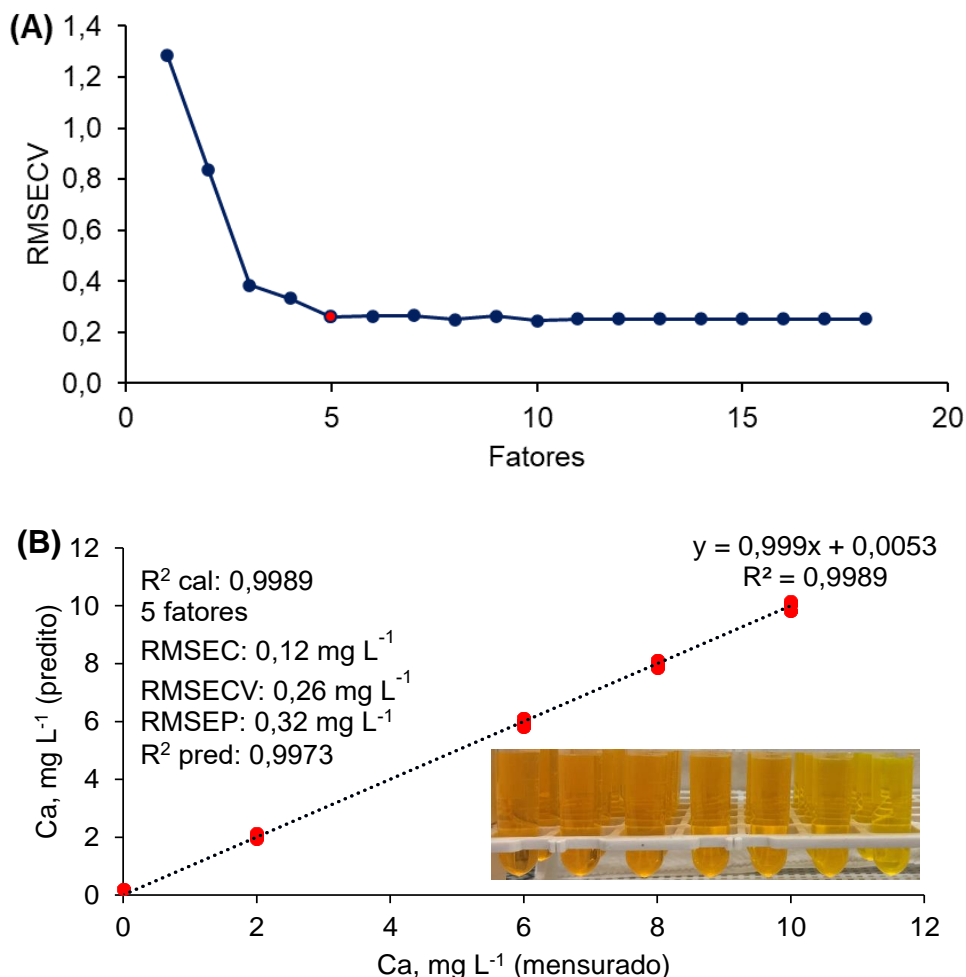 (A)
1,4
1,2
1,0
0,8
0,6
0,4
0,2
0,0
RMSECV
0 5 10 15 20
Fatores
(B)
12
10
8
6
4
2
0
Ca, mg L⁻¹ (predito)
R² cal: 0,9989
5 fatores
RMSEC: 0,12 mg L⁻¹
RMSECV: 0,26 mg L⁻¹
RMSEP: 0,32 mg L⁻¹
R² pred: 0,9973
y = 0,999x + 0,0053
R² = 0,9989
0 2 4 6 8 10 12
Ca, mg L⁻¹ (mensurado)